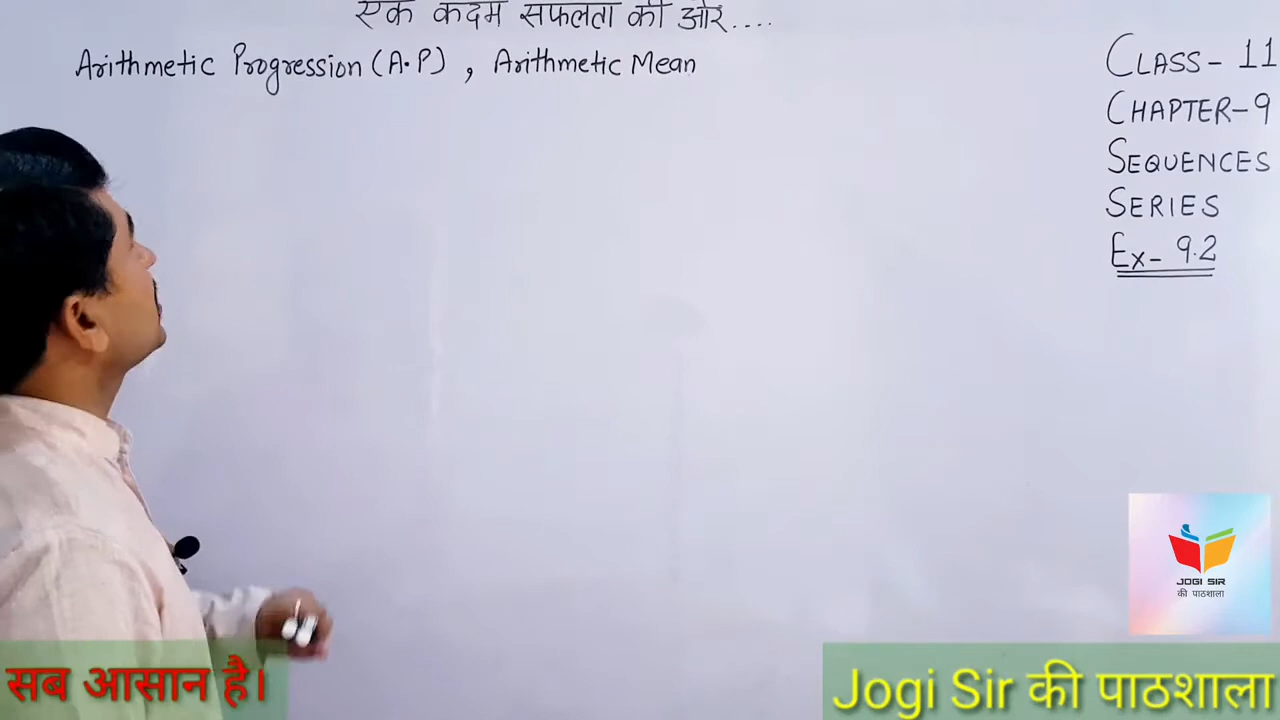 एक कदम सफलता की ओर....
Arithmetic Progression (A.P) , Arithmetic Mean
CLASS- 11
CHAPTER-9
SEQUENCES
SERIES
Ex- 9.2
JOGI SIR
की पाठशाला
सब आसान है।
Jogi Sir की पाठशाला